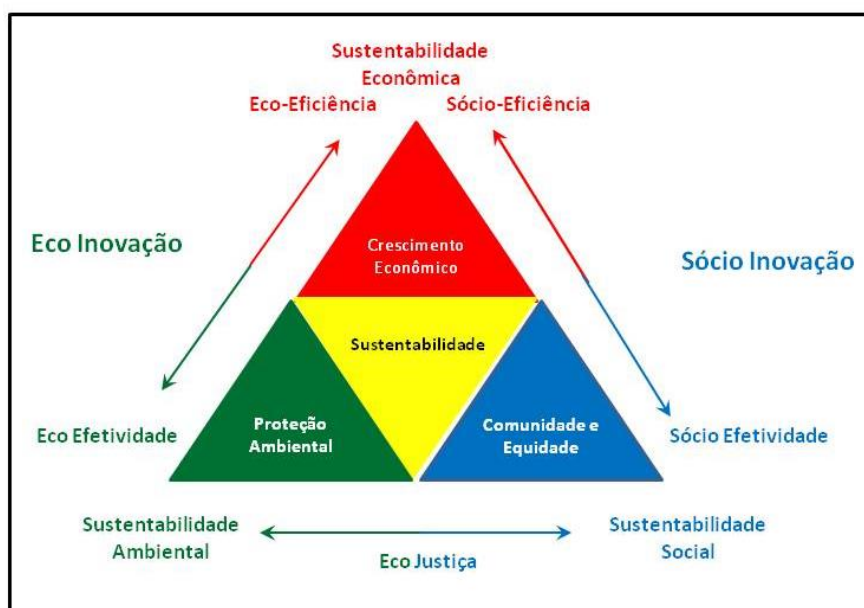 Sustentabilidade
Econômica
Eco-Eficiência
Sócio-Eficiência
Eco Inovação
Crescimento
Econômico
Sócio Inovação
Sustentabilidade
Eco Efetividade
Proteção
Ambiental
Comunidade e
Equidade
Sócio Efetividade
Sustentabilidade
Ambiental
Eco Justiça
Sustentabilidade
Social